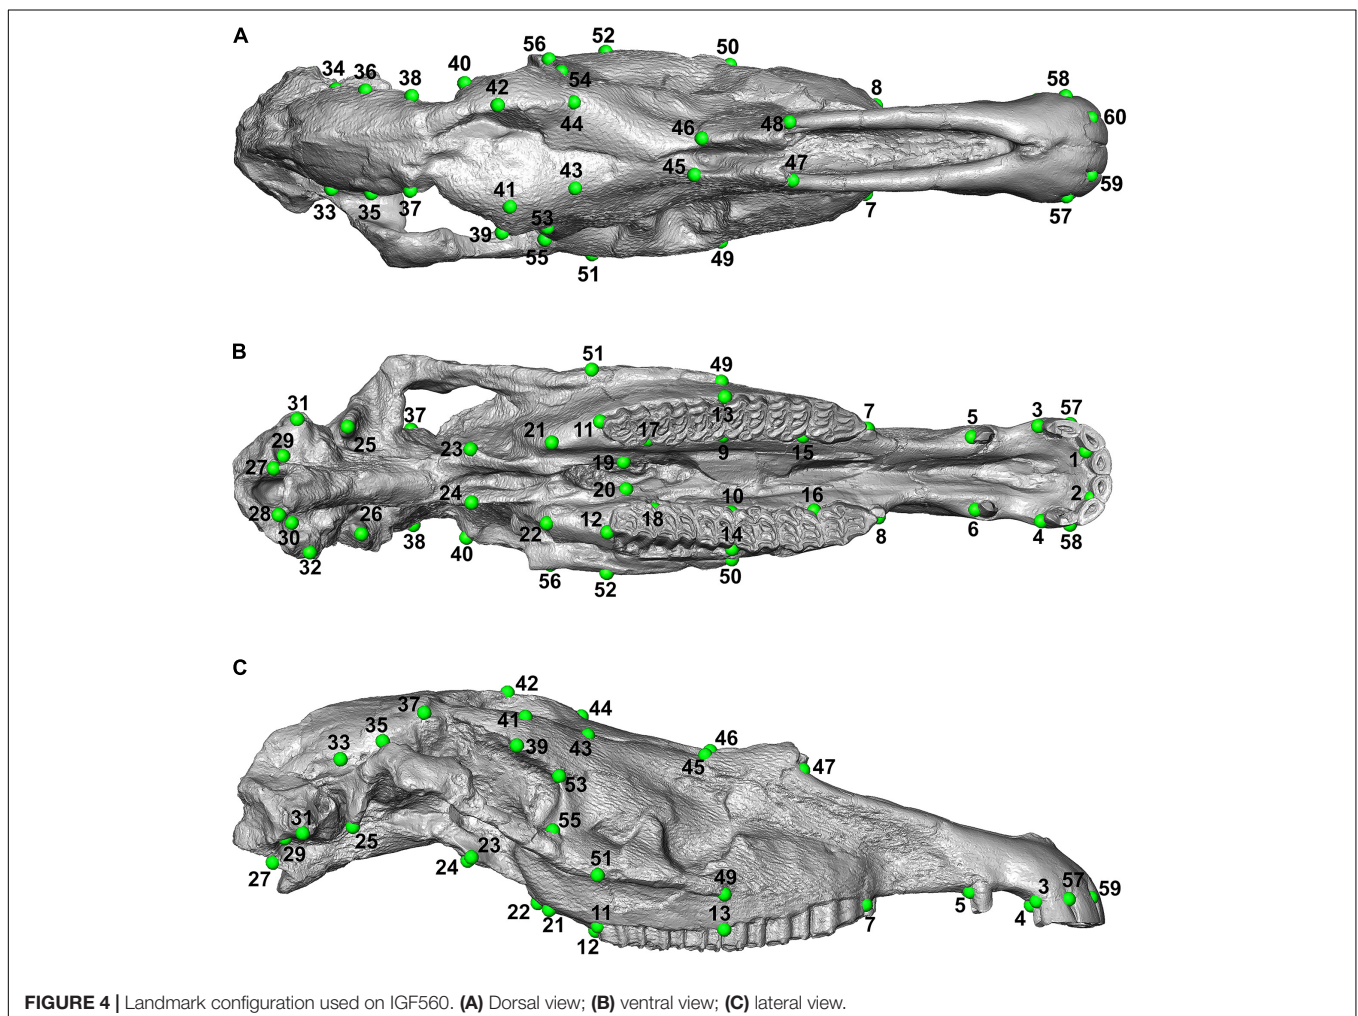 A
34 36 38 40 42 56 52 54 44 50 46 48 8 58 60
33 35 37 39 41 53 55 43 51 45 49 47 7 57 59
B
31 29 27 25 37 23 21 51 11 17 19 13 49 9 15 7 5 3 57 1
28 30 32 26 38 24 40 22 56 12 52 20 18 10 14 50 16 8 6 4 58 2
C
42 37 35 33 41 44 39 43 46 45 47 53
31 29 27 25 24 23 55 51 22 21 11 12 49 13 7 5 3 4 57 59
FIGURE 4 | Landmark configuration used on IGF560. (A) Dorsal view; (B) ventral view; (C) lateral view.